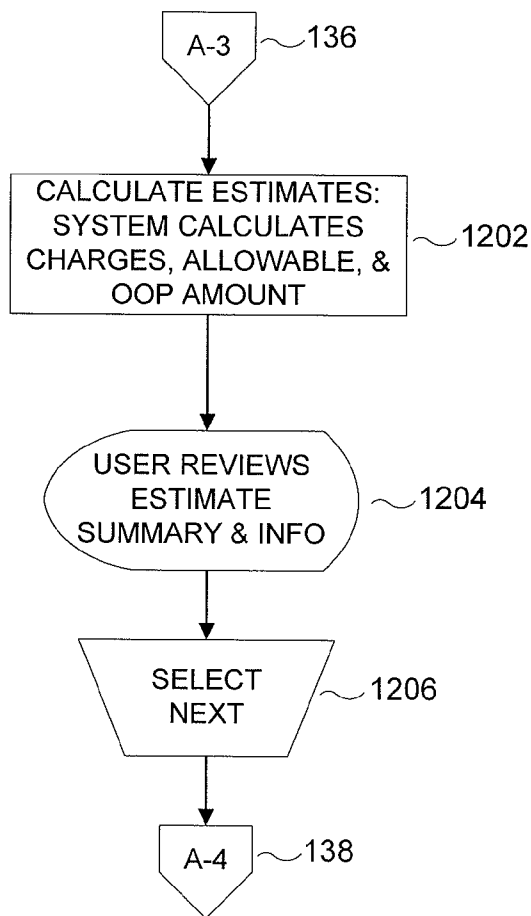 A-3
136
CALCULATE ESTIMATES:
SYSTEM CALCULATES
CHARGES, ALLOWABLE, &
OOP AMOUNT
1202
USER REVIEWS
ESTIMATE
SUMMARY & INFO
1204
SELECT
NEXT
1206
A-4
138